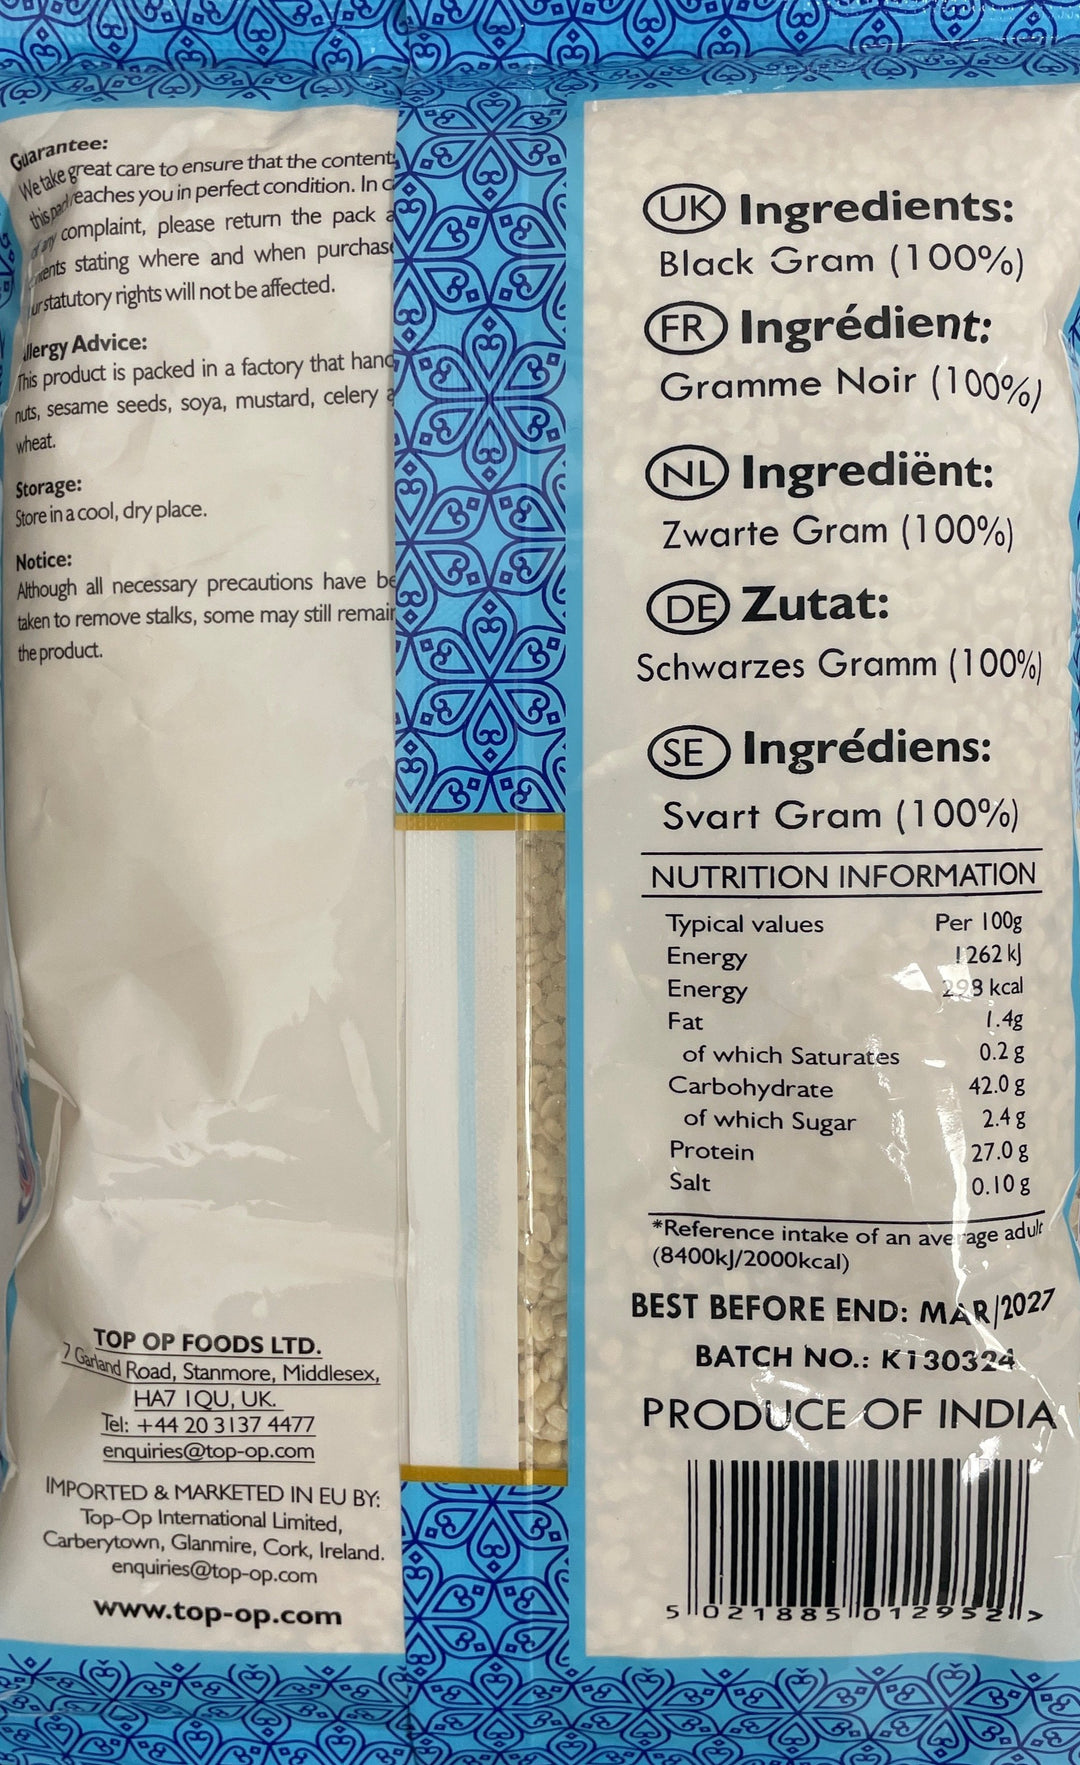 Guarantee:
We take great care to ensure that the content
this pack reaches you in perfect condition. In c
of any complaint, please return the pack a
stating where and when purchas
statutory rights will not be affected.
Allergy Advice:
This product is packed in a factory that hand
nuts, sesame seeds, soya, mustard, celery a
wheat.
Storage:
Store in a cool, dry place.
Notice:
Although all necessary precautions have be
taken to remove stalks, some may still remain
the product.
TOP OP FOODS LTD.
7 Garland Road, Stanmore, Middlesex,
HA7 1QU, UK.
Tel: +44 20 3137 4477
enquiries@top-op.com
IMPORTED & MARKETED IN EU BY:
Top-Op International Limited,
Carberytown, Glanmire, Cork, Ireland.
enquiries@top-op.com
www.top-op.com
UK Ingredients:
Black Gram (100%)
FR Ingrédient:
Gramme Noir (100%)
NL Ingrediënt:
Zwarte Gram (100%)
DE Zutat:
Schwarzes Gramm (100%)
SE Ingrédiens:
Svart Gram (100%)
NUTRITION INFORMATION
Typical values Per 100g
Energy 1262 kJ
Energy 298 kcal
Fat 1.4g
of which Saturates 0.2 g
Carbohydrate 42.0 g
of which Sugar 2.4 g
Protein 27.0 g
Salt 0.10 g
*Reference intake of an average adult
(8400kJ/2000kcal)
BEST BEFORE END: MAR/2027
BATCH NO.: K130324
PRODUCE OF INDIA
5 021885 012952 >